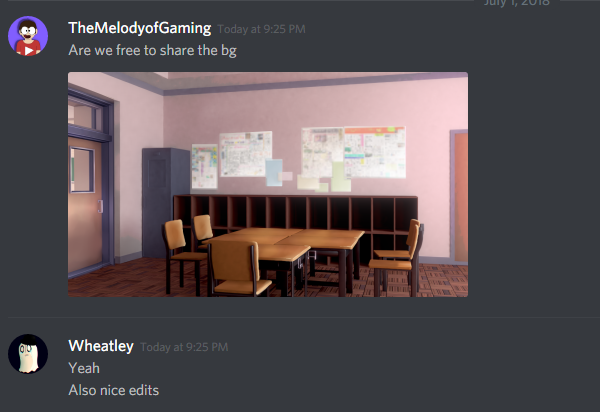 July 1, 2018
TheMelodyofGaming Today at 9:25 PM
Are we free to share the bg
Wheatley Today at 9:25 PM
Yeah
Also nice edits